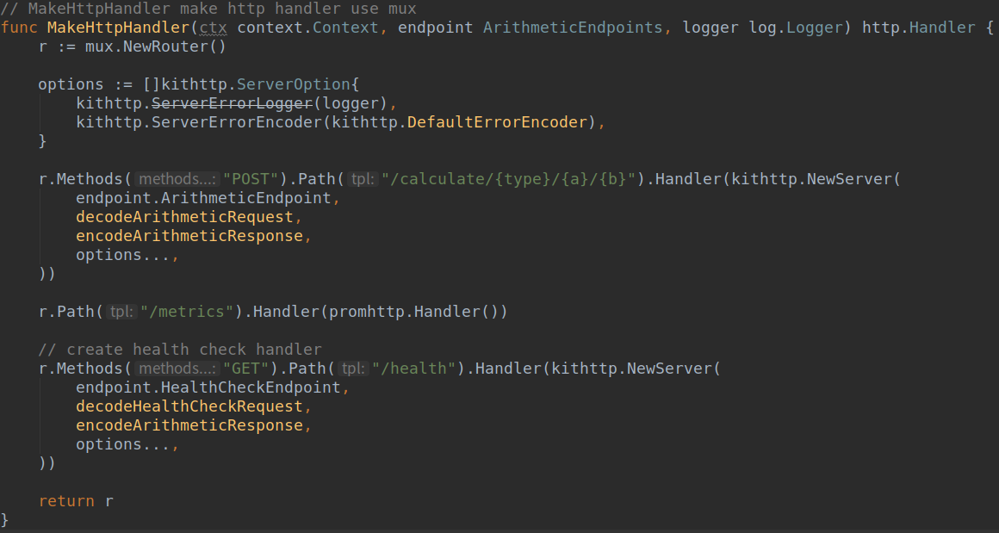 // MakeHttpHandler make http handler use mux
func MakeHttpHandler(ctx context.Context, endpoint ArithmeticEndpoints, logger log.Logger) http.Handler {
    r := mux.NewRouter()

    options := []kithttp.ServerOption{
        kithttp.ServerErrorLogger(logger),
        kithttp.ServerErrorEncoder(kithttp.DefaultErrorEncoder),
    }

    r.Methods( methods...: "POST").Path( tpl: "/calculate/{type}/{a}/{b}").Handler(kithttp.NewServer(
        endpoint.ArithmeticEndpoint,
        decodeArithmeticRequest,
        encodeArithmeticResponse,
        options...,
    ))

    r.Path( tpl: "/metrics").Handler(promhttp.Handler())

    // create health check handler
    r.Methods( methods...: "GET").Path( tpl: "/health").Handler(kithttp.NewServer(
        endpoint.HealthCheckEndpoint,
        decodeHealthCheckRequest,
        encodeArithmeticResponse,
        options...,
    ))

    return r
}